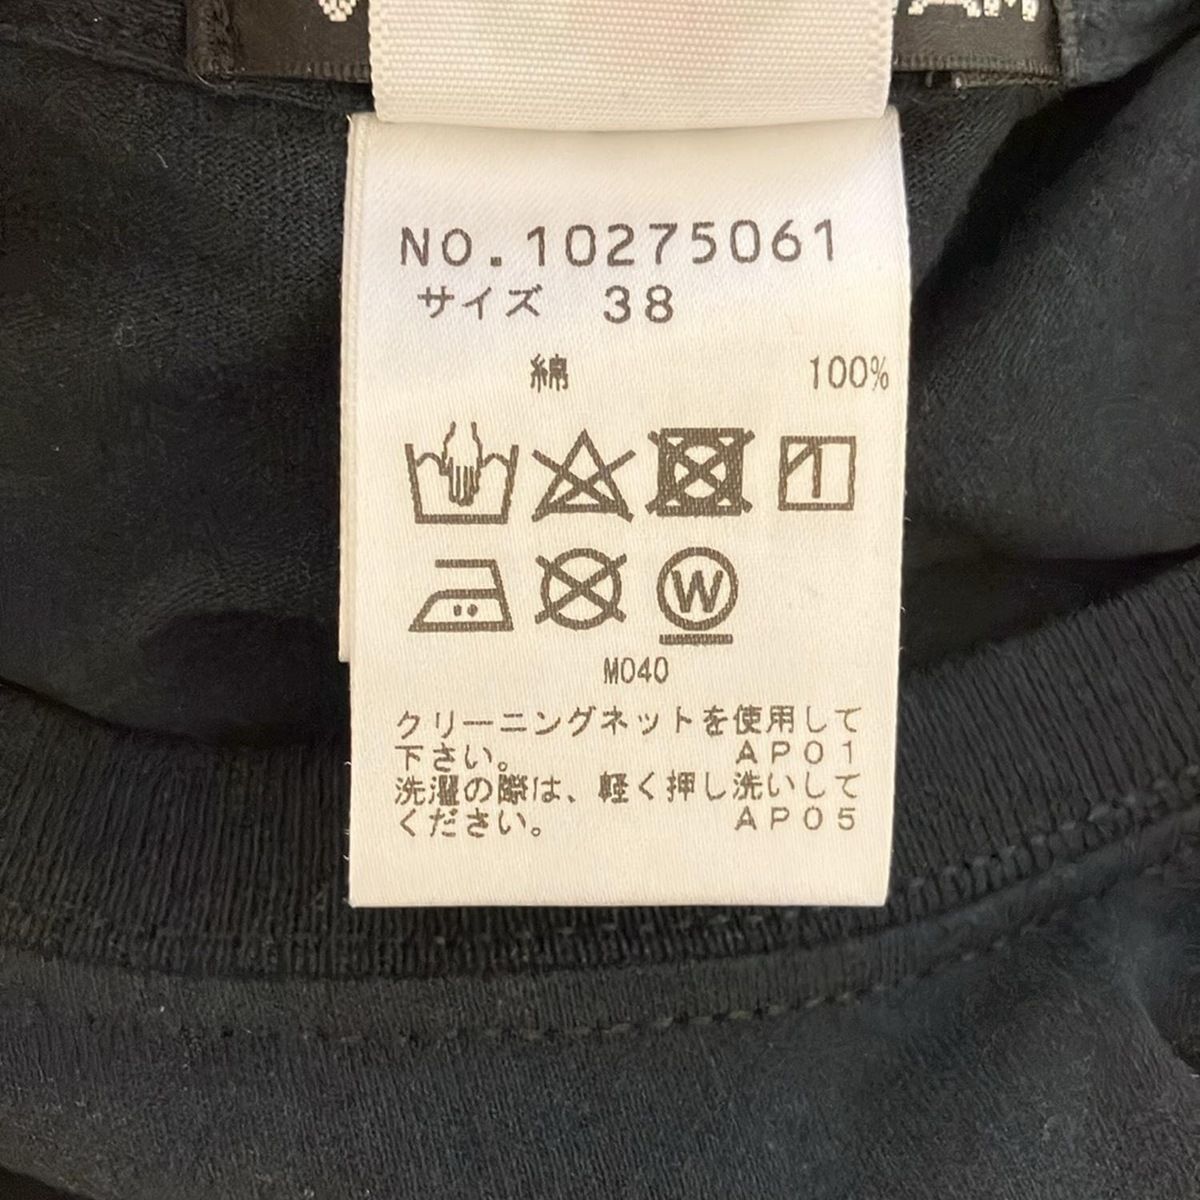 NO.10275061
サイズ 38
綿 100%
W
M040
クリーニングネットを使用して
下さい。 AP01
洗濯の際は、軽く押し洗いして
ください。 AP05